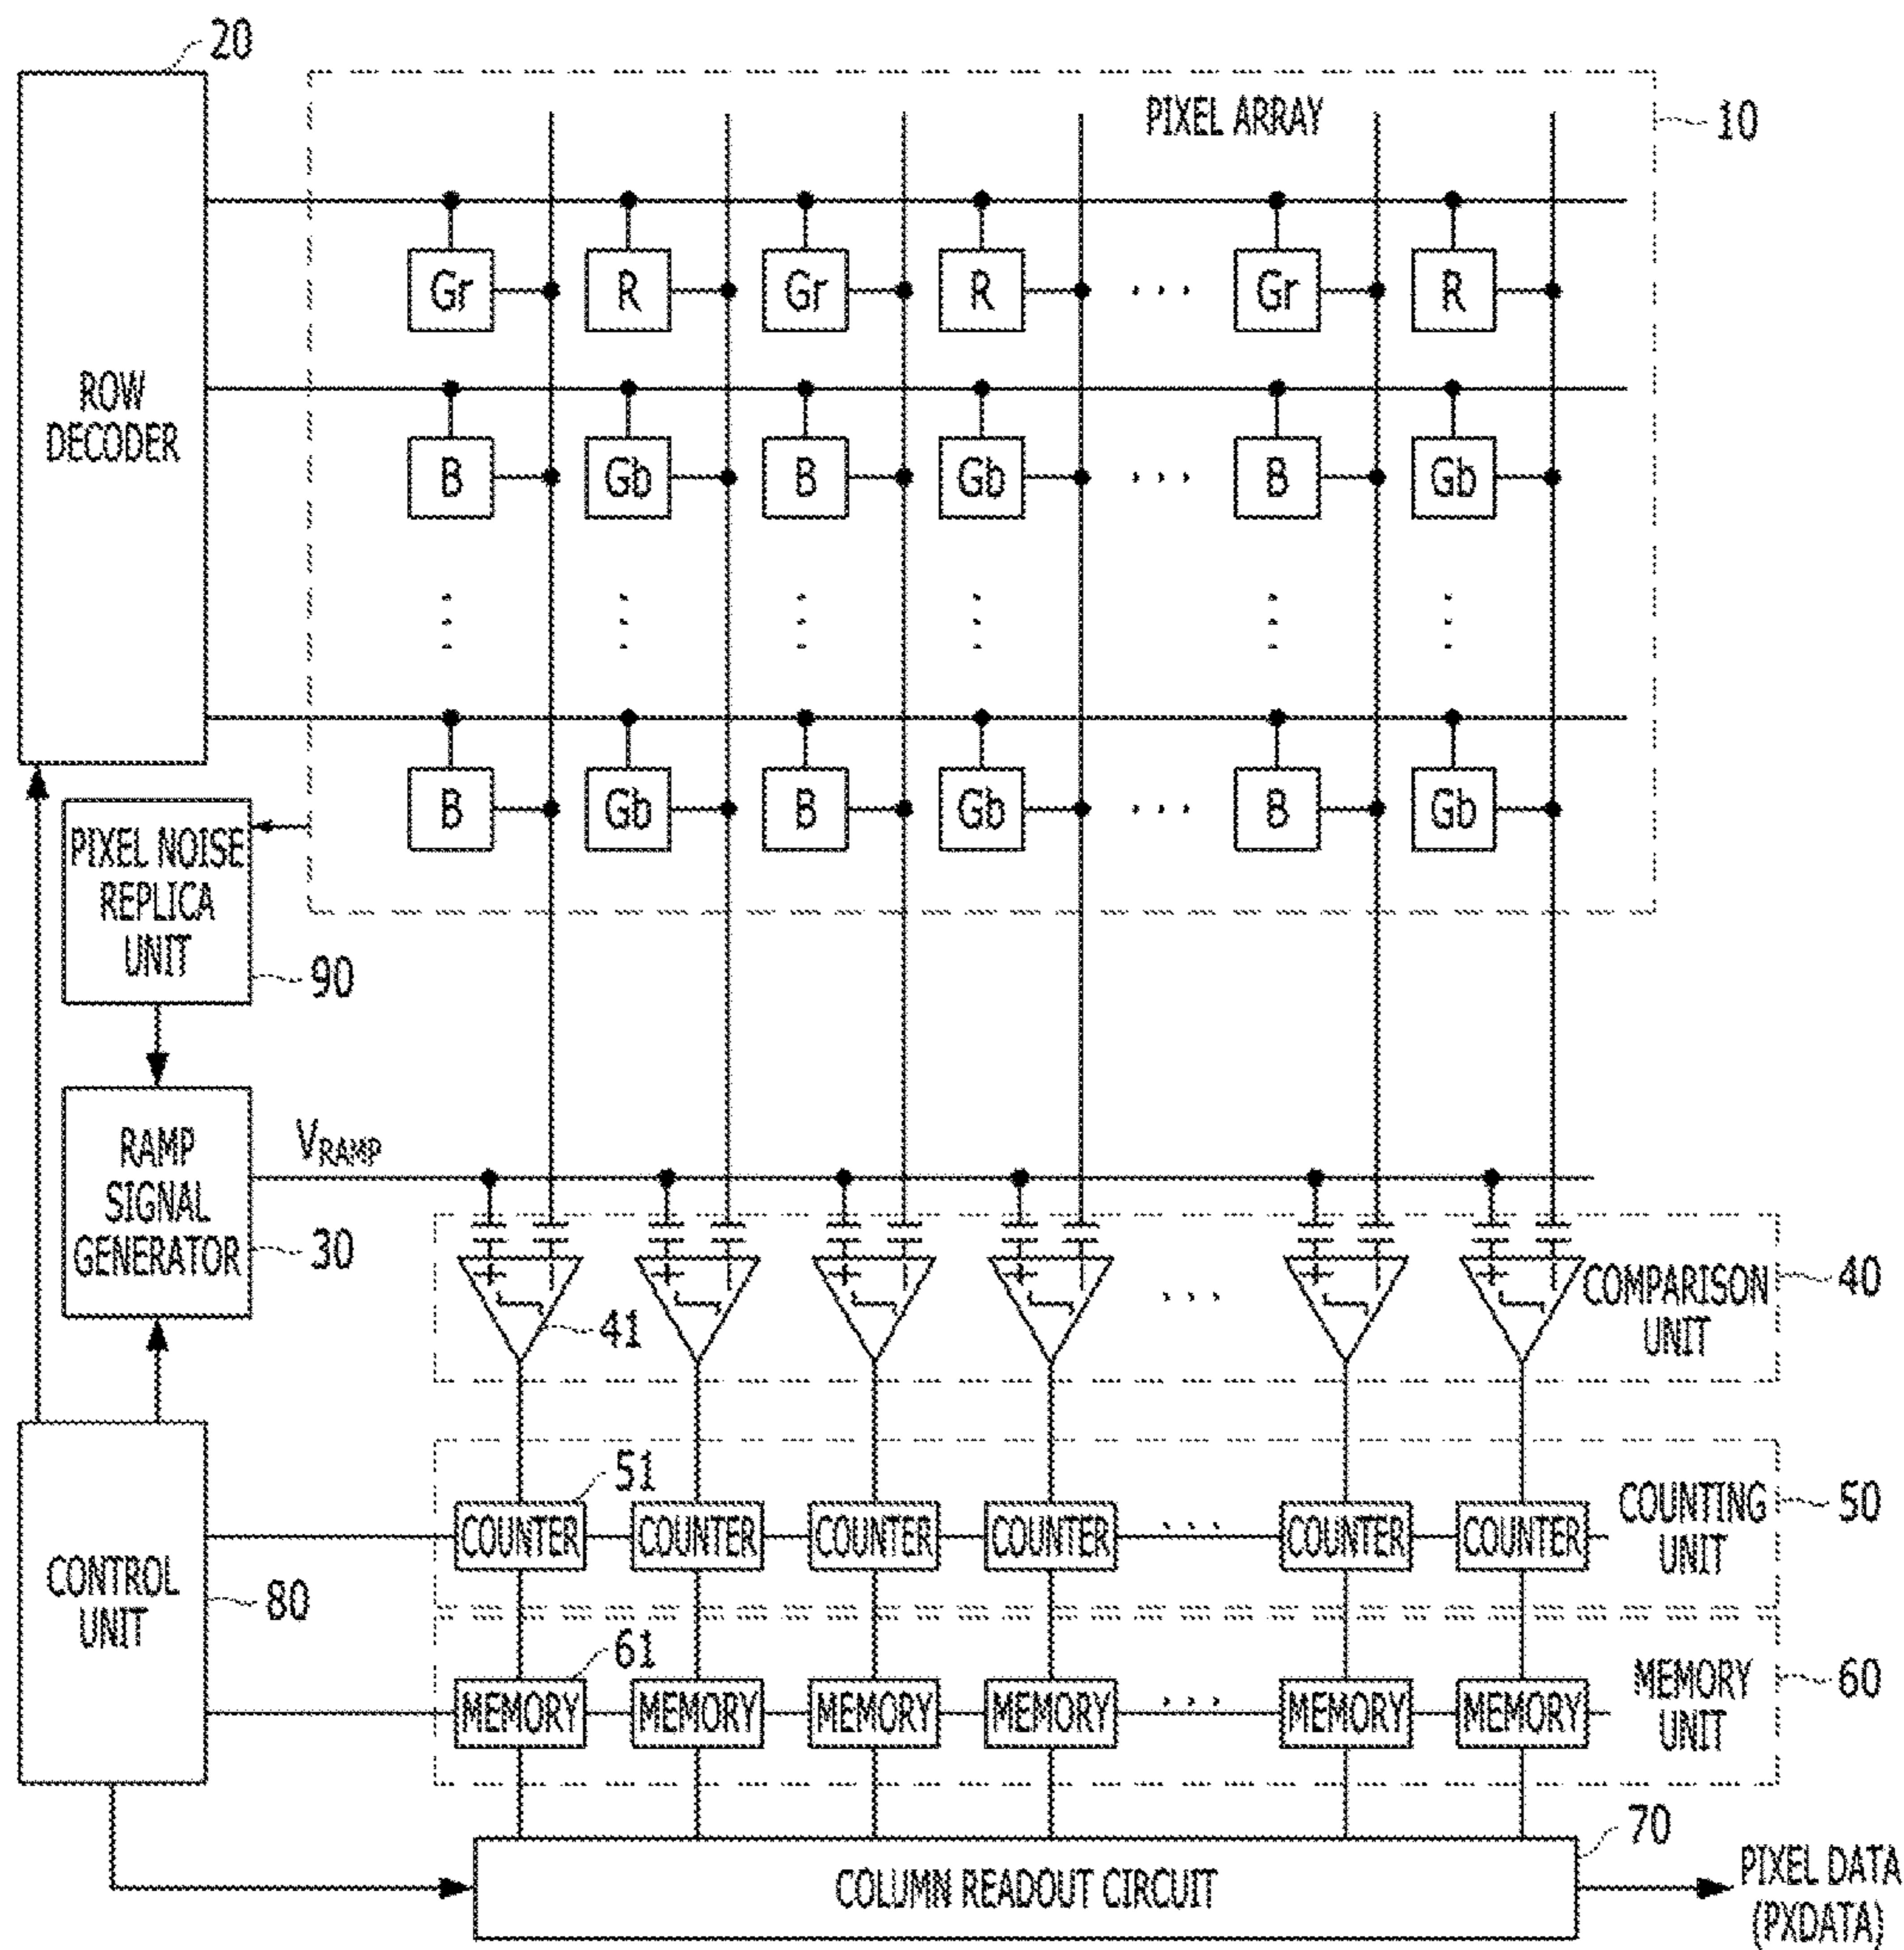 20
PIXEL ARRAY
10
Gr R Gr R ... Gr R
ROW
DECODER
B Gb B Gb ... B Gb
B Gb B Gb ... B Gb
PIXEL NOISE
REPLICA
UNIT
90
VRAMP
RAMP
SIGNAL
GENERATOR
30
+ - + - + - + - ... + - + -
41
COMPARISON
UNIT
40
51
COUNTER COUNTER COUNTER COUNTER ... COUNTER COUNTER
COUNTING
UNIT
50
CONTROL
UNIT
80
61
MEMORY MEMORY MEMORY MEMORY ... MEMORY MEMORY
MEMORY
UNIT
60
70
COLUMN READOUT CIRCUIT
PIXEL DATA
(PXDATA)